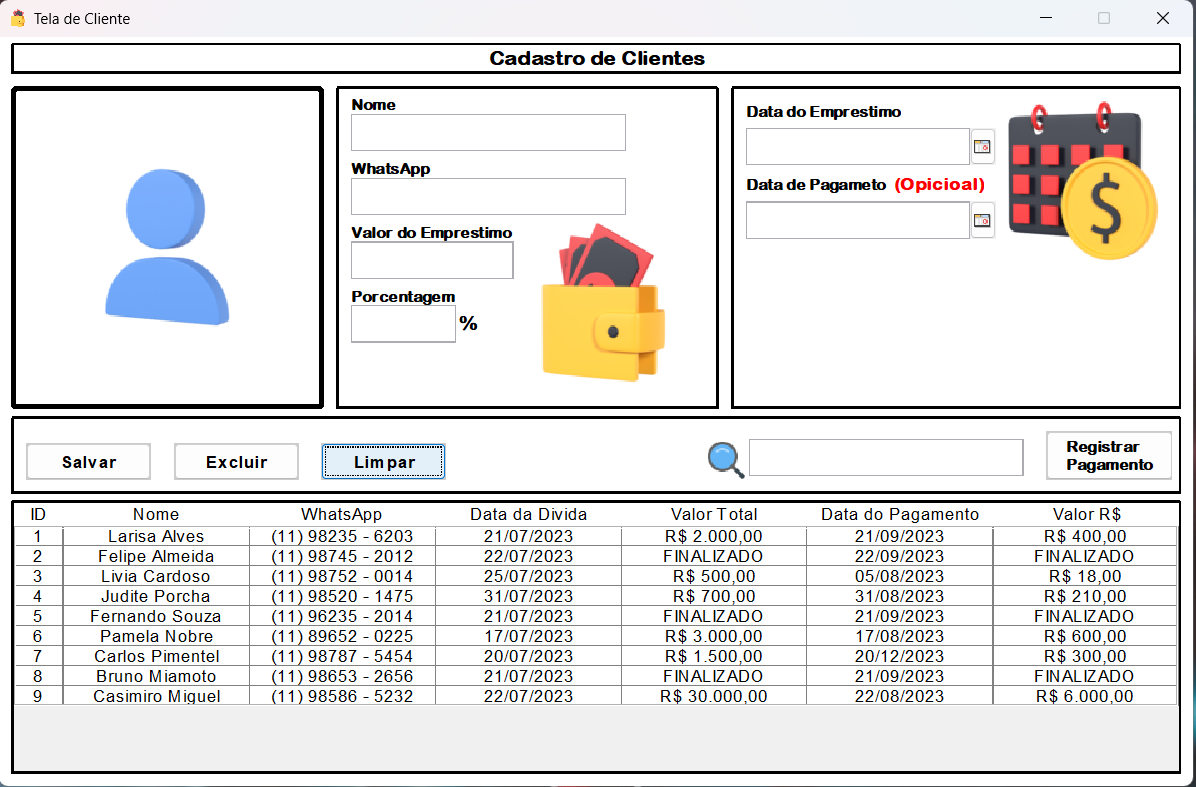 Tela de Cliente
Cadastro de Clientes
Nome
WhatsApp
Valor do Emprestimo
Porcentagem
%
Data do Emprestimo
Data de Pagameto (Opicioal)
$
Salvar Excluir Limpar
Registrar
Pagamento
ID Nome WhatsApp Data da Divida Valor Total Data do Pagamento Valor R$
1 Larisa Alves (11) 98235 - 6203 21/07/2023 R$ 2.000,00 21/09/2023 R$ 400,00
2 Felipe Almeida (11) 98745 - 2012 22/07/2023 FINALIZADO 22/09/2023 FINALIZADO
3 Livia Cardoso (11) 98752 - 0014 25/07/2023 R$ 500,00 05/08/2023 R$ 18,00
4 Judite Porcha (11) 98520 - 1475 31/07/2023 R$ 700,00 31/08/2023 R$ 210,00
5 Fernando Souza (11) 96235 - 2014 21/07/2023 FINALIZADO 21/09/2023 FINALIZADO
6 Pamela Nobre (11) 89652 - 0225 17/07/2023 R$ 3.000,00 17/08/2023 R$ 600,00
7 Carlos Pimentel (11) 98787 - 5454 20/07/2023 R$ 1.500,00 20/12/2023 R$ 300,00
8 Bruno Miamoto (11) 98653 - 2656 21/07/2023 FINALIZADO 21/09/2023 FINALIZADO
9 Casimiro Miguel (11) 98586 - 5232 22/07/2023 R$ 30.000,00 22/08/2023 R$ 6.000,00